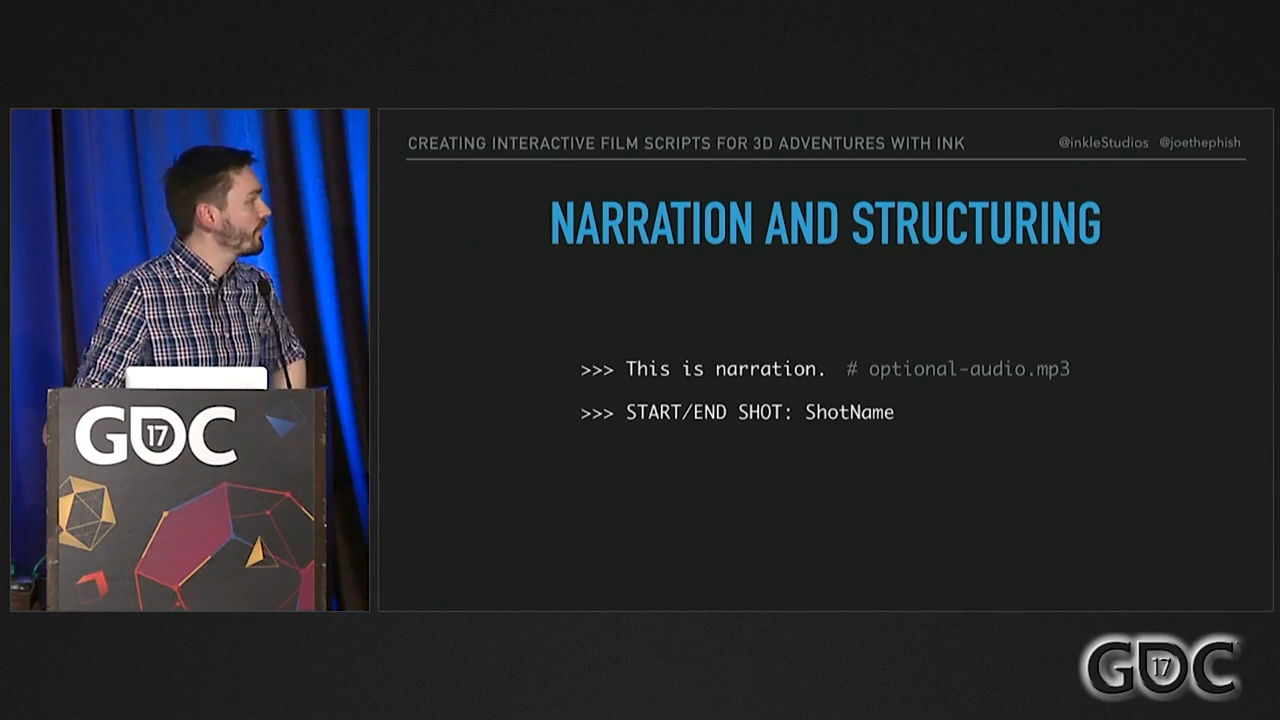 CREATING INTERACTIVE FILM SCRIPTS FOR 3D ADVENTURES WITH INK
@inkleStudios @joethephish
NARRATION AND STRUCTURING
>>> This is narration. # optional-audio.mp3
>>> START/END SHOT: ShotName
GDC 17
GDC 17